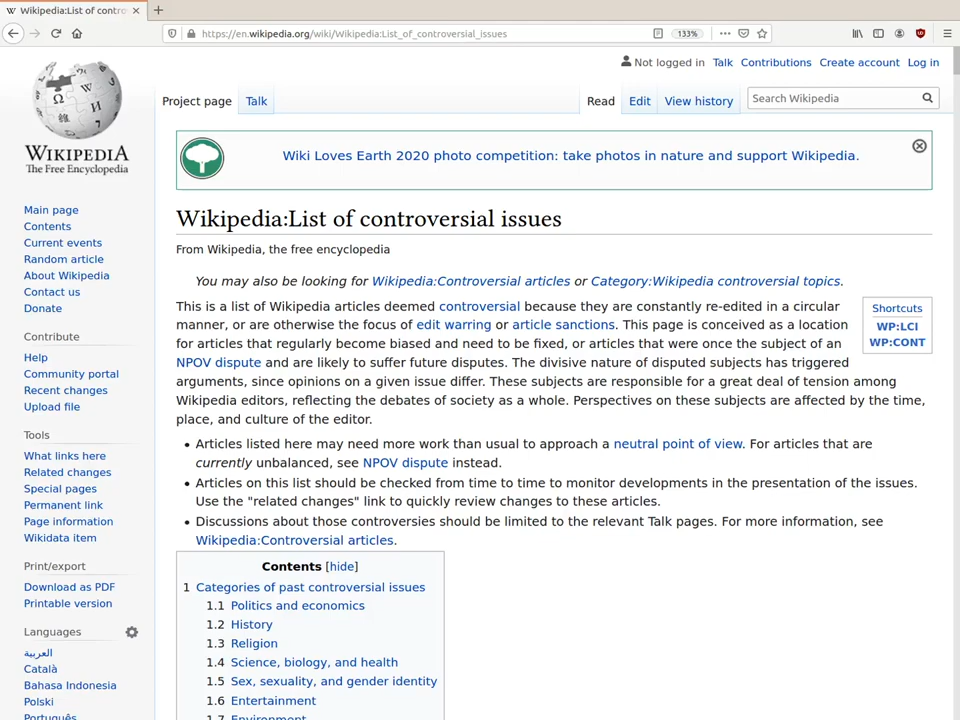 Wikipedia:List of contro
https://en.wikipedia.org/wiki/Wikipedia:List_of_controversial_issues
133%
Not logged in Talk Contributions Create account Log in
Project page Talk Read Edit View history Search Wikipedia
WIKIPEDIA
The Free Encyclopedia
Main page
Contents
Current events
Random article
About Wikipedia
Contact us
Donate
Contribute
Help
Community portal
Recent changes
Upload file
Tools
What links here
Related changes
Special pages
Permanent link
Page information
Wikidata item
Print/export
Download as PDF
Printable version
Languages
العربية
Català
Bahasa Indonesia
Polski
Português
Wiki Loves Earth 2020 photo competition: take photos in nature and support Wikipedia.
Wikipedia:List of controversial issues
From Wikipedia, the free encyclopedia
You may also be looking for Wikipedia:Controversial articles or Category:Wikipedia controversial topics.
Shortcuts
WP:LCI
WP:CONT
This is a list of Wikipedia articles deemed controversial because they are constantly re-edited in a circular
manner, or are otherwise the focus of edit warring or article sanctions. This page is conceived as a location
for articles that regularly become biased and need to be fixed, or articles that were once the subject of an
NPOV dispute and are likely to suffer future disputes. The divisive nature of disputed subjects has triggered
arguments, since opinions on a given issue differ. These subjects are responsible for a great deal of tension among
Wikipedia editors, reflecting the debates of society as a whole. Perspectives on these subjects are affected by the time,
place, and culture of the editor.
• Articles listed here may need more work than usual to approach a neutral point of view. For articles that are
currently unbalanced, see NPOV dispute instead.
• Articles on this list should be checked from time to time to monitor developments in the presentation of the issues.
Use the "related changes" link to quickly review changes to these articles.
• Discussions about those controversies should be limited to the relevant Talk pages. For more information, see
Wikipedia:Controversial articles.
Contents [hide]
1 Categories of past controversial issues
1.1 Politics and economics
1.2 History
1.3 Religion
1.4 Science, biology, and health
1.5 Sex, sexuality, and gender identity
1.6 Entertainment
1.7 Environment